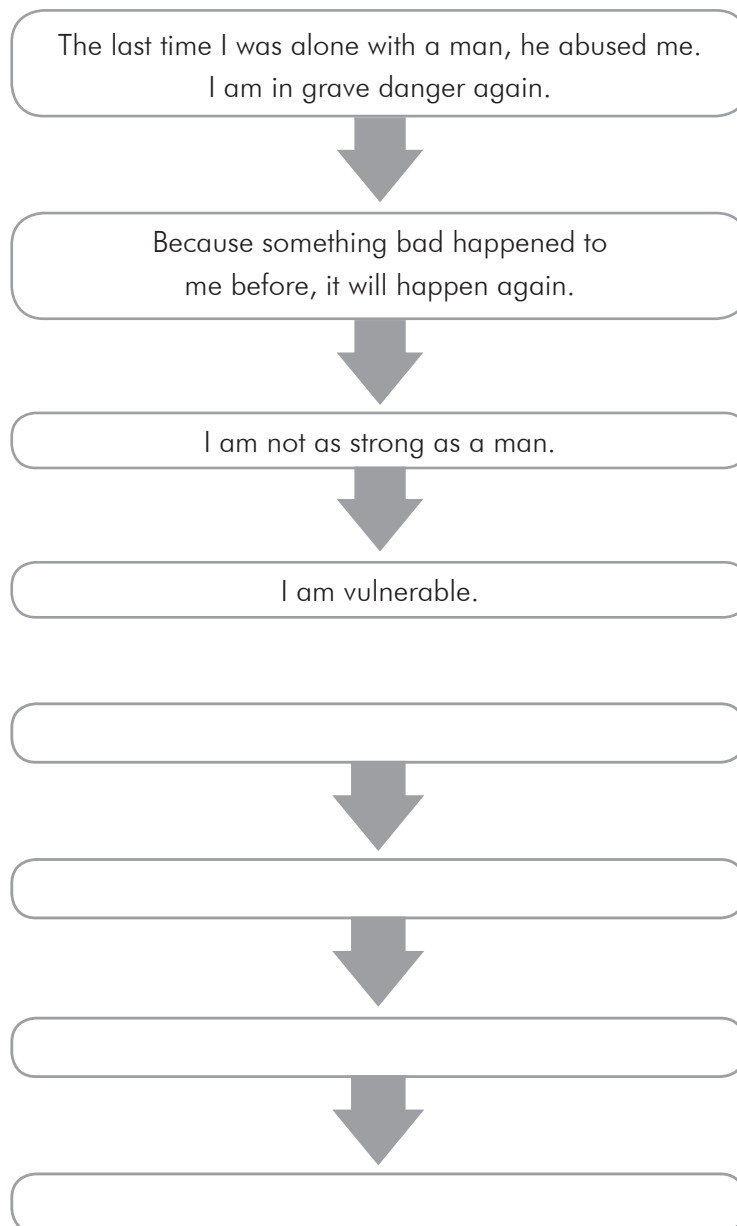 The last time I was alone with a man, he abused me.
I am in grave danger again.
Because something bad happened to
me before, it will happen again.
I am not as strong as a man.
I am vulnerable.